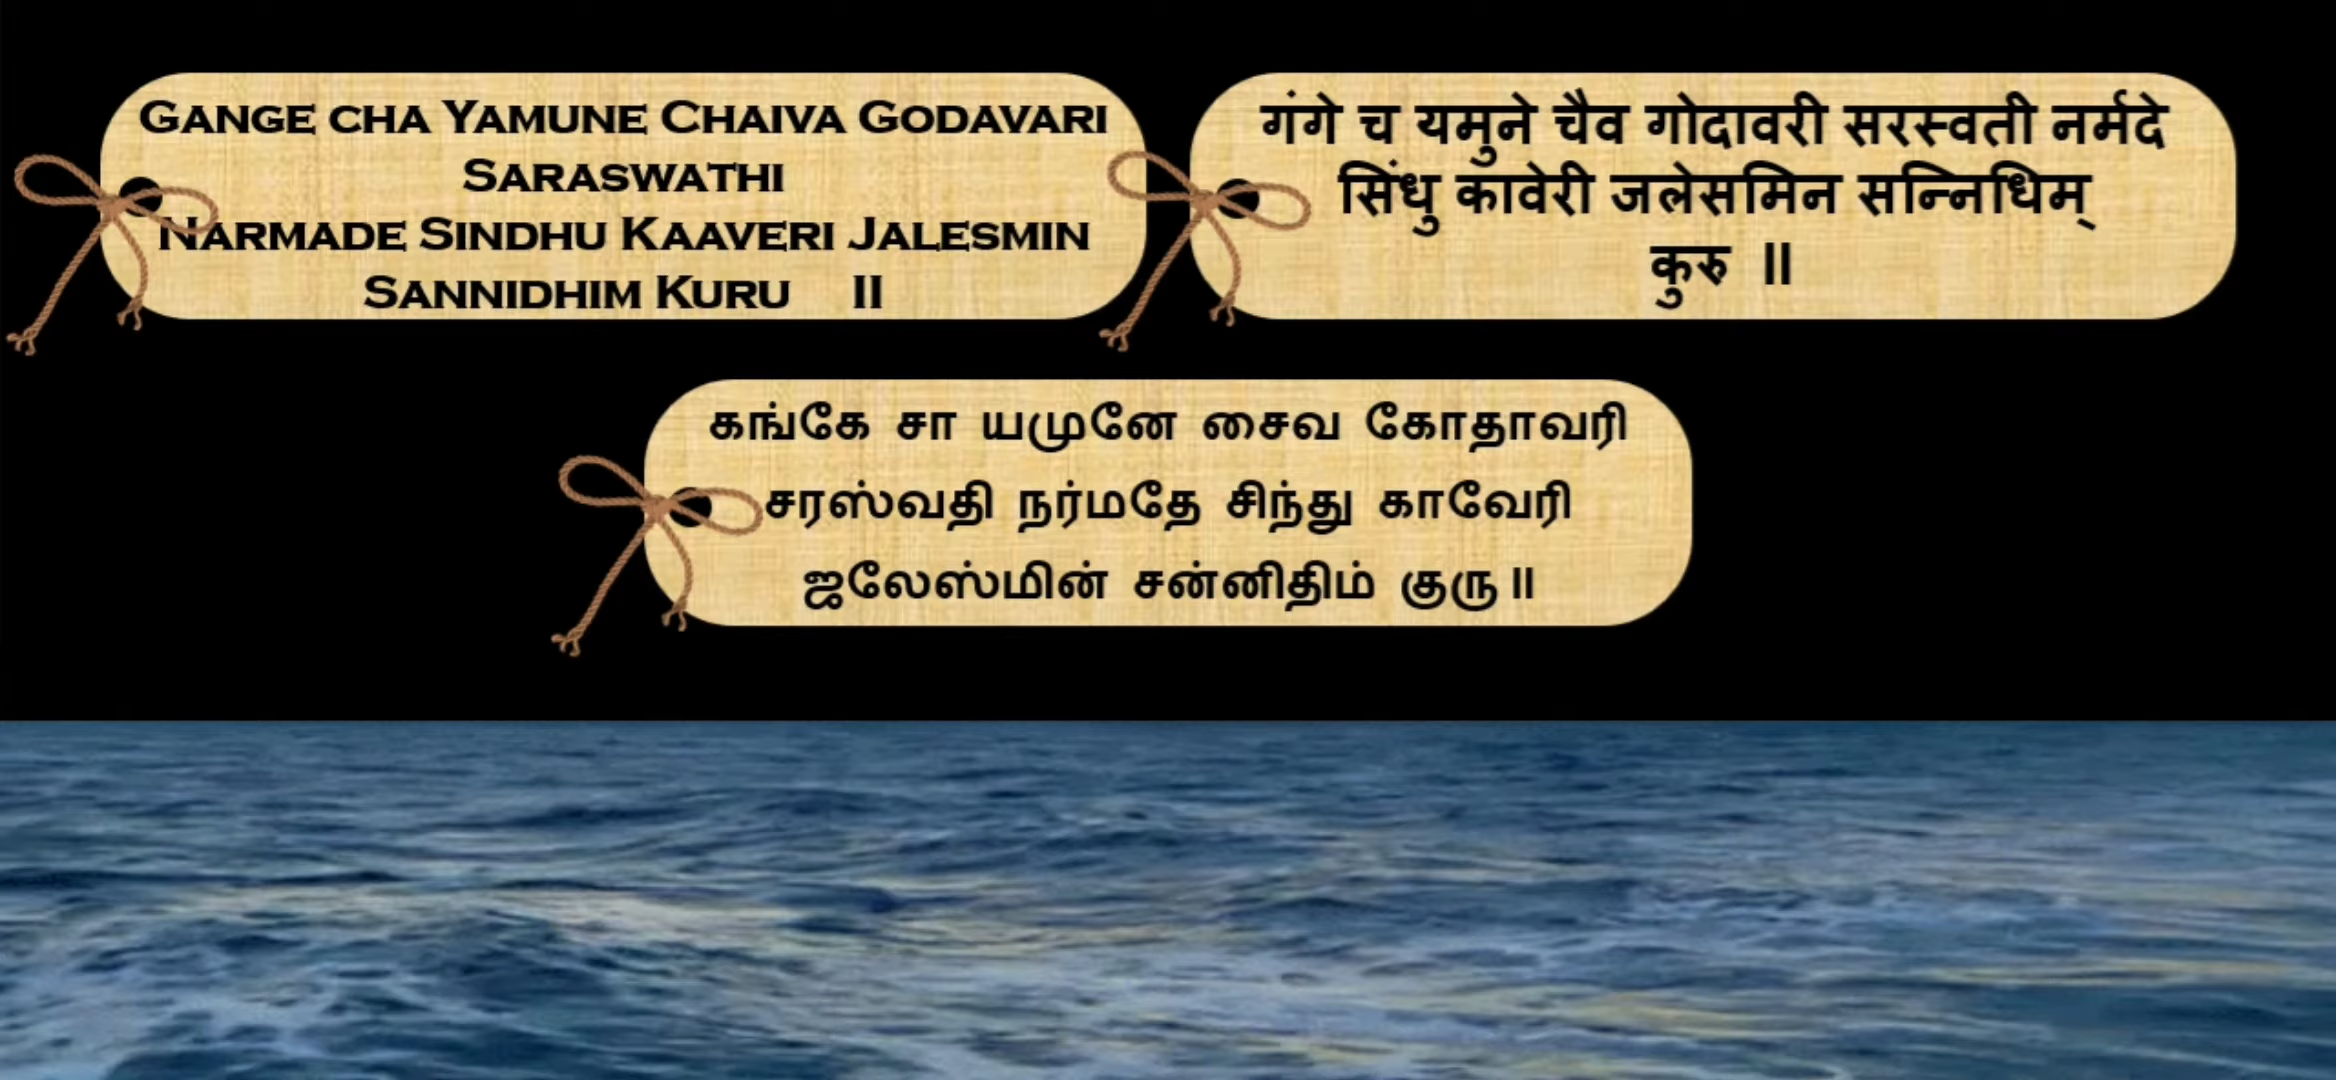 GANGE CHA YAMUNE CHAIVA GODAVARI
SARASWATHI
NARMADE SINDHU KAAVERI JALESMIN
SANNIDHIM KURU II
गंगे च यमुने चैव गोदावरी सरस्वती नर्मदे
सिंधु कावेरी जलेसमिन सन्निधिम्
कुरु ॥
கங்கே சா யமுனே சைவ கோதாவரி
சரஸ்வதி நர்மதே சிந்து காவேரி
ஜலேஸ்மின் சன்னிதிம் குரு॥